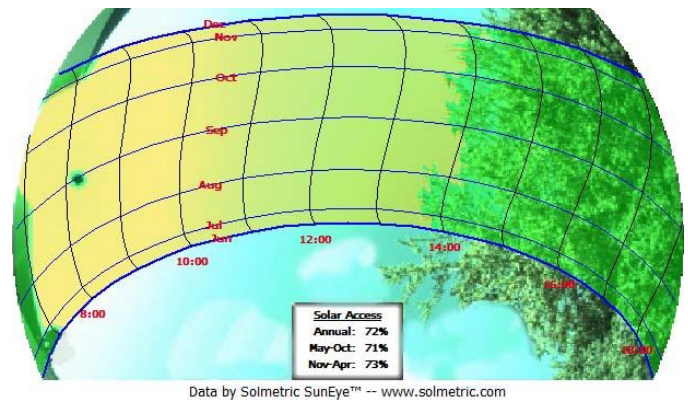 Dec
Nov
Oct
Sep
Aug
Jul
Jun
12:00
14:00
10:00
16:00
8:00
18:00
Solar Access
Annual: 72%
May-Oct: 71%
Nov-Apr: 73%
Data by Solmetric SunEye™ -- www.solmetric.com